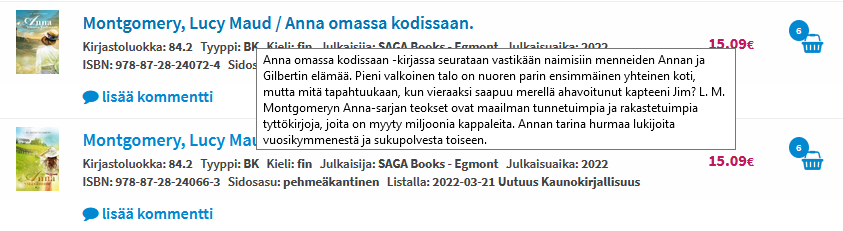 Montgomery, Lucy Maud / Anna omassa kodissaan.
Kirjastoluokka: 84.2 Tyyppi: BK Kieli: fin Julkaisija: SAGA Books - Egmont Julkaisuaika: 2022
15.09€
6
ISBN: 978-87-28-24072-4 Sidos
Anna omassa kodissaan -kirjassa seurataan vastikään naimisiin menneiden Annan ja
Gilbertin elämää. Pieni valkoinen talo on nuoren parin ensimmäinen yhteinen koti,
mutta mitä tapahtuukaan, kun vieraaksi saapuu merellä ahavoitunut kapteeni Jim? L. M.
Montgomeryn Anna-sarjan teokset ovat maailman tunnetuimpia ja rakastetuimpia
tyttökirjoja, joita on myyty miljoonia kappaleita. Annan tarina hurmaa lukijoita
vuosikymmenestä ja sukupolvesta toiseen.
lisää kommentti
Montgomery, Lucy Mau
Kirjastoluokka: 84.2 Tyyppi: BK Kieli: fin Julkaisija: SAGA Books - Egmont Julkaisuaika: 2022
15.09€
6
ISBN: 978-87-28-24066-3 Sidosasu: pehmeäkantinen Listalla: 2022-03-21 Uutuus Kaunokirjallisuus
lisää kommentti